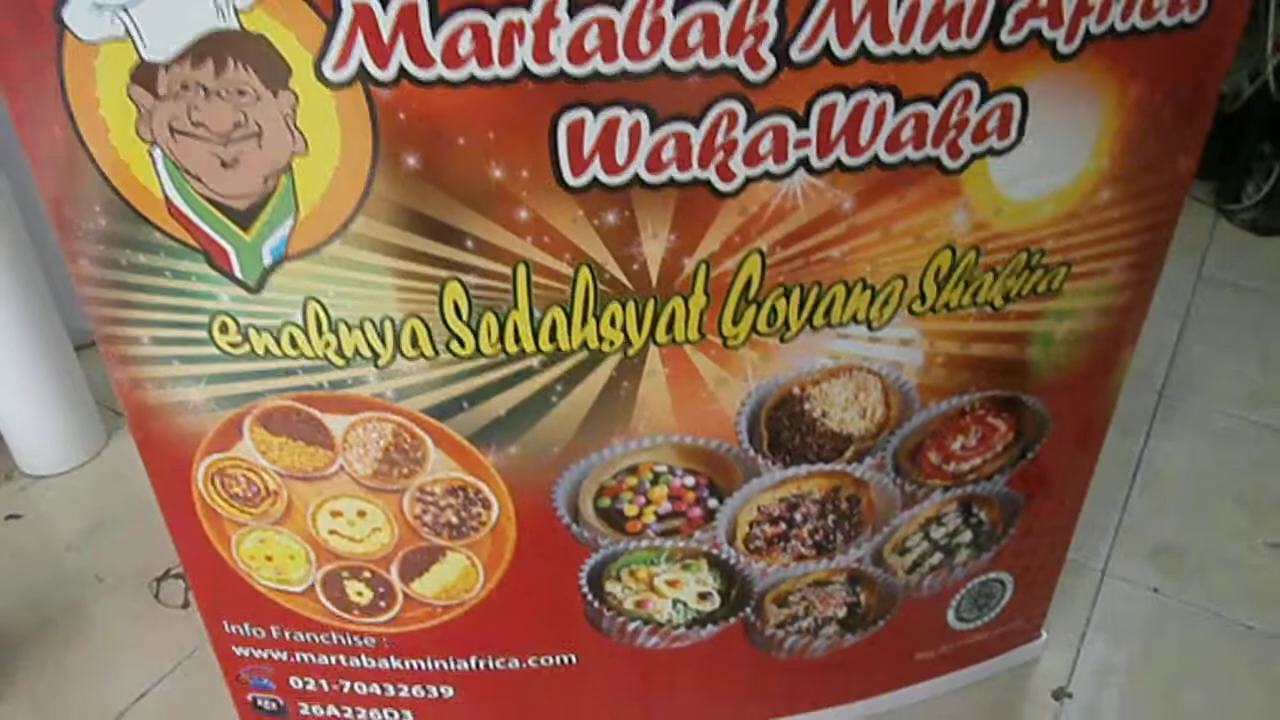 Martabak Mini Africa
Waka-Waka
enaknya Sedahsyat Goyang Shakira
Info Franchise :
www.martabakminiafrica.com
021-70432639
26A226D3